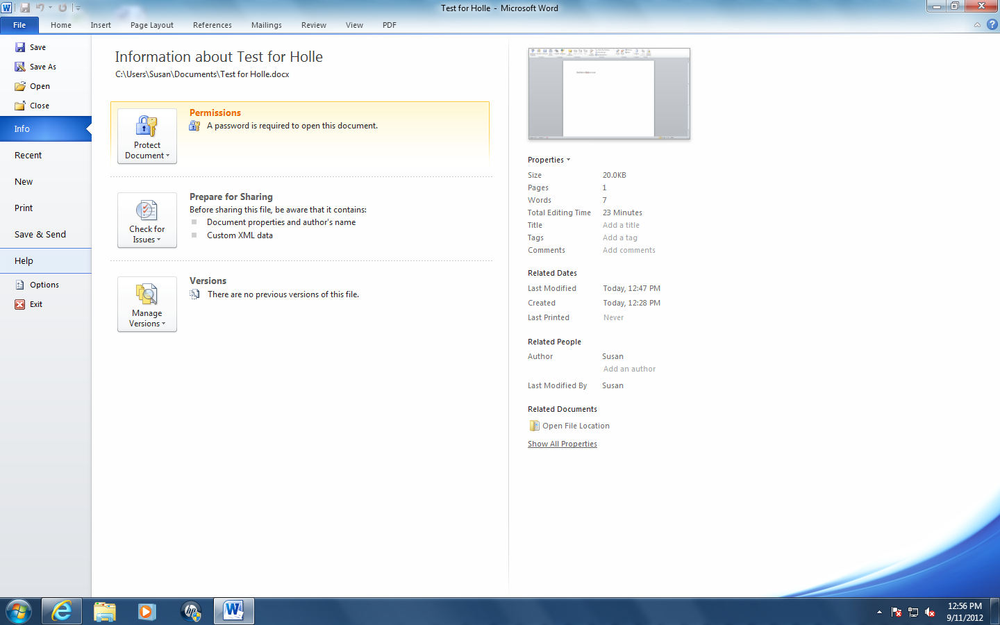 Test for Holle - Microsoft Word
File Home Insert Page Layout References Mailings Review View PDF
Save
Save As
Open
Close
Info
Recent
New
Print
Save & Send
Help
Options
Exit
Information about Test for Holle
C:\Users\Susan\Documents\Test for Holle.docx
Protect
Document
Permissions
A password is required to open this document.
Check for
Issues
Prepare for Sharing
Before sharing this file, be aware that it contains:
Document properties and author's name
Custom XML data
Manage
Versions
Versions
There are no previous versions of this file.
Properties
Size 20.0KB
Pages 1
Words 7
Total Editing Time 23 Minutes
Title Add a title
Tags Add a tag
Comments Add comments
Related Dates
Last Modified Today, 12:47 PM
Created Today, 12:28 PM
Last Printed Never
Related People
Author Susan
Add an author
Last Modified By Susan
Related Documents
Open File Location
Show All Properties
12:56 PM
9/11/2012